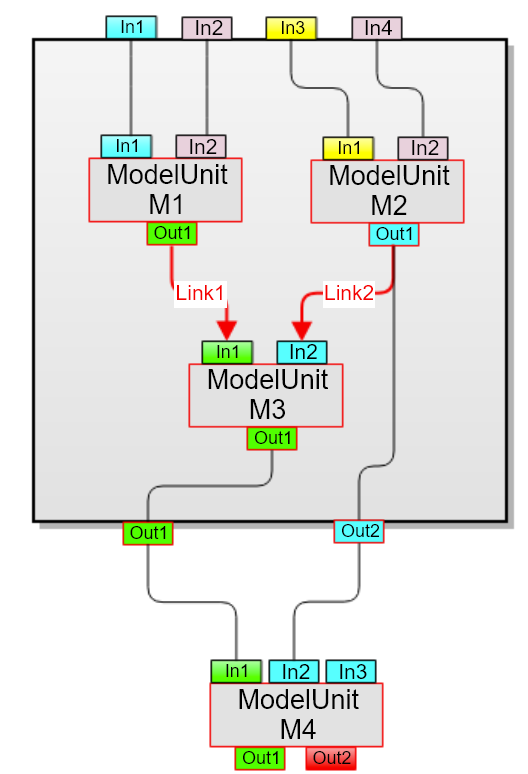 In1 In2 In3 In4
In1 In2 In1 In2
ModelUnit
M1
ModelUnit
M2
Out1 Out1
Link1 Link2
In1 In2
ModelUnit
M3
Out1
Out1 Out2
In1 In2 In3
ModelUnit
M4
Out1 Out2